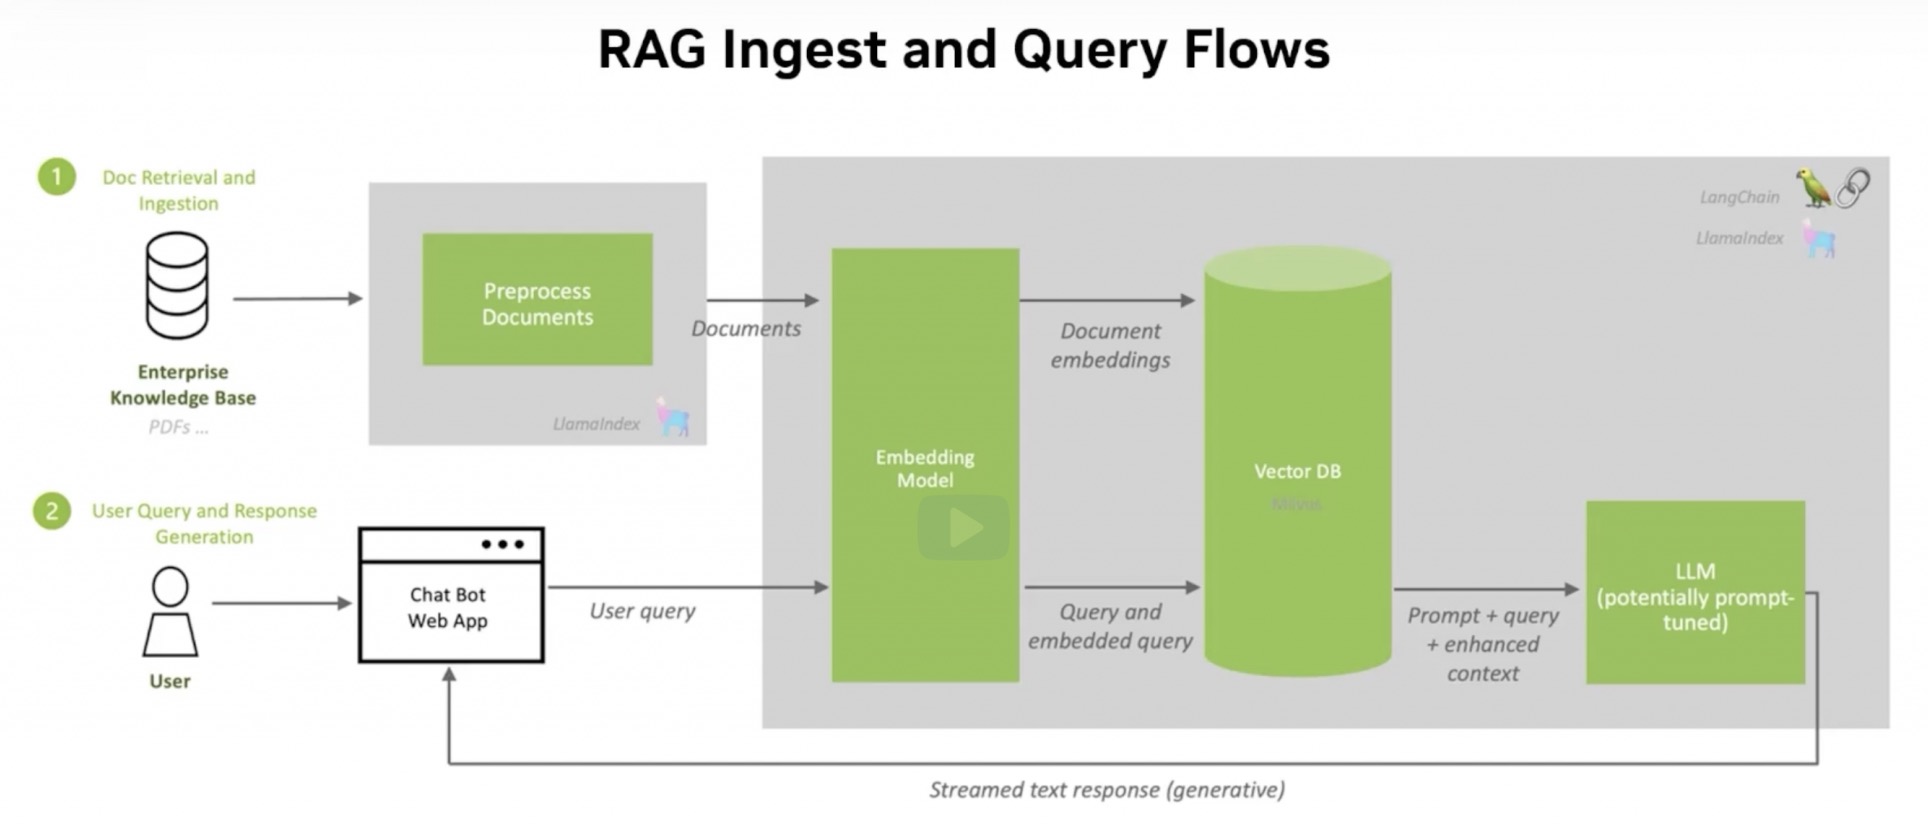 RAG Ingest and Query Flows
1
Doc Retrieval and
Ingestion
Enterprise
Knowledge Base
PDFs ...
Preprocess
Documents
LlamaIndex
Documents
Embedding
Model
Document
embeddings
Vector DB
Milvus
LangChain
LlamaIndex
2
User Query and Response
Generation
User
Chat Bot
Web App
User query
Query and
embedded query
Prompt + query
+ enhanced
context
LLM
(potentially prompt-
tuned)
Streamed text response (generative)